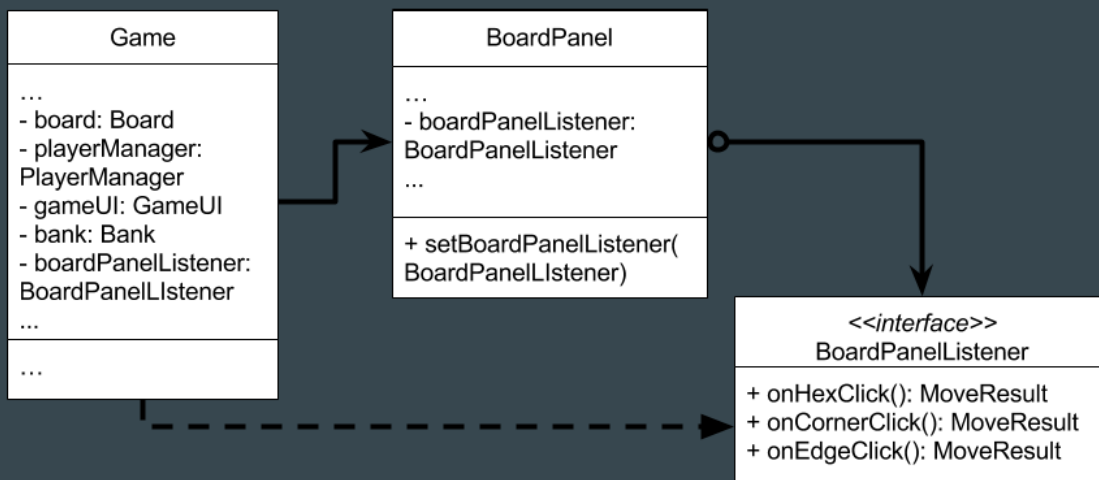 Game
…
- board: Board
- playerManager:
PlayerManager
- gameUI: GameUI
- bank: Bank
- boardPanelListener:
BoardPanelLIstener
...
…
BoardPanel
…
- boardPanelListener:
BoardPanelListener
...
+ setBoardPanelListener(
BoardPanelLIstener)
<<interface>>
BoardPanelListener
+ onHexClick(): MoveResult
+ onCornerClick(): MoveResult
+ onEdgeClick(): MoveResult